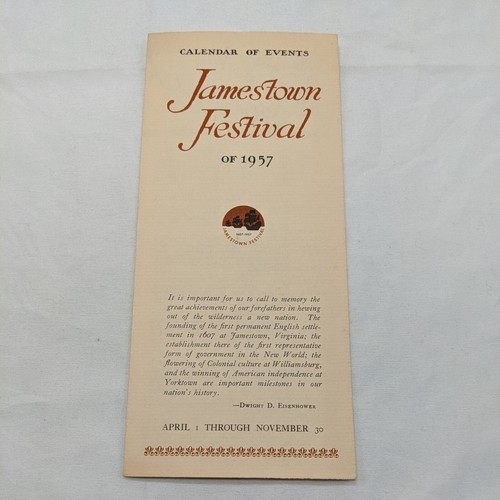 CALENDAR OF EVENTS
Jamestown
Festival
OF 1957
1607 1957
JAMESTOWN FESTIVAL
It is important for us to call to memory the
great achievements of our forefathers in hewing
out of the wilderness a new nation. The
founding of the first permanent English settle-
ment in 1607 at Jamestown, Virginia; the
establishment there of the first representative
form of government in the New World; the
flowering of Colonial culture at Williamsburg,
and the winning of American independence at
Yorktown are important milestones in our
nation's history.
—DWIGHT D. EISENHOWER
APRIL 1 THROUGH NOVEMBER 30